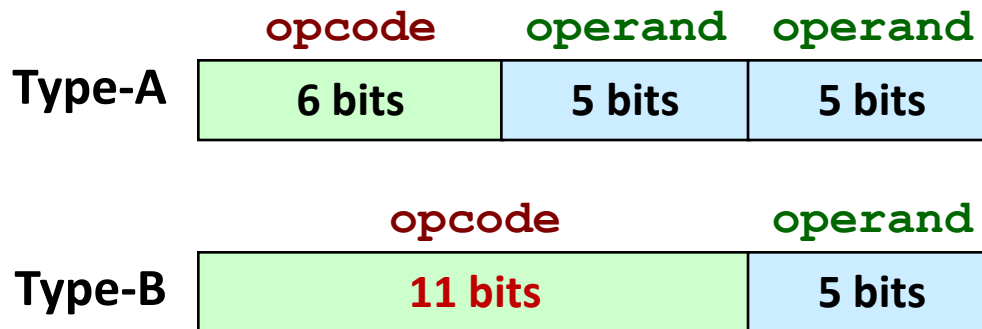 opcode operand operand
Type-A 6 bits 5 bits 5 bits
opcode operand
Type-B 11 bits 5 bits